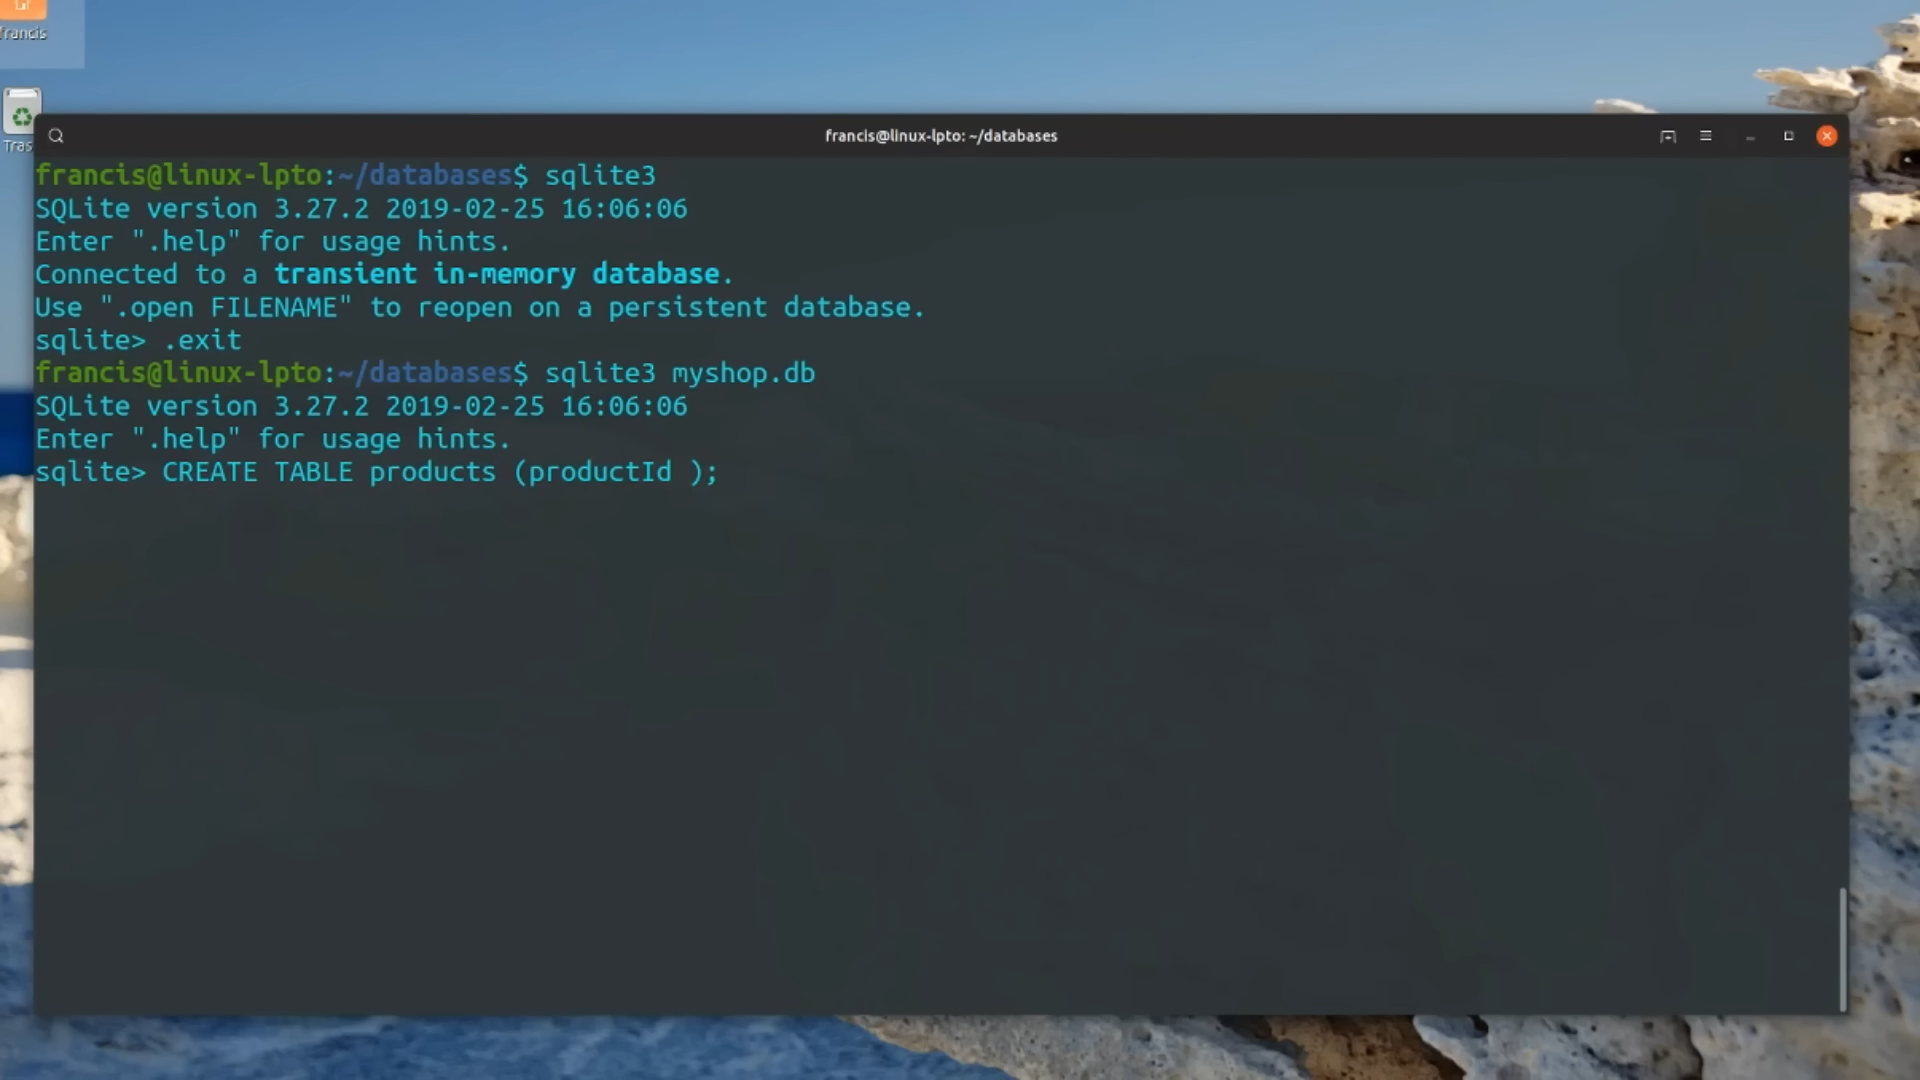 francis
Tras
francis@linux-lpto: ~/databases
francis@linux-lpto:~/databases$ sqlite3
SQLite version 3.27.2 2019-02-25 16:06:06
Enter ".help" for usage hints.
Connected to a transient in-memory database.
Use ".open FILENAME" to reopen on a persistent database.
sqlite> .exit
francis@linux-lpto:~/databases$ sqlite3 myshop.db
SQLite version 3.27.2 2019-02-25 16:06:06
Enter ".help" for usage hints.
sqlite> CREATE TABLE products (productId );